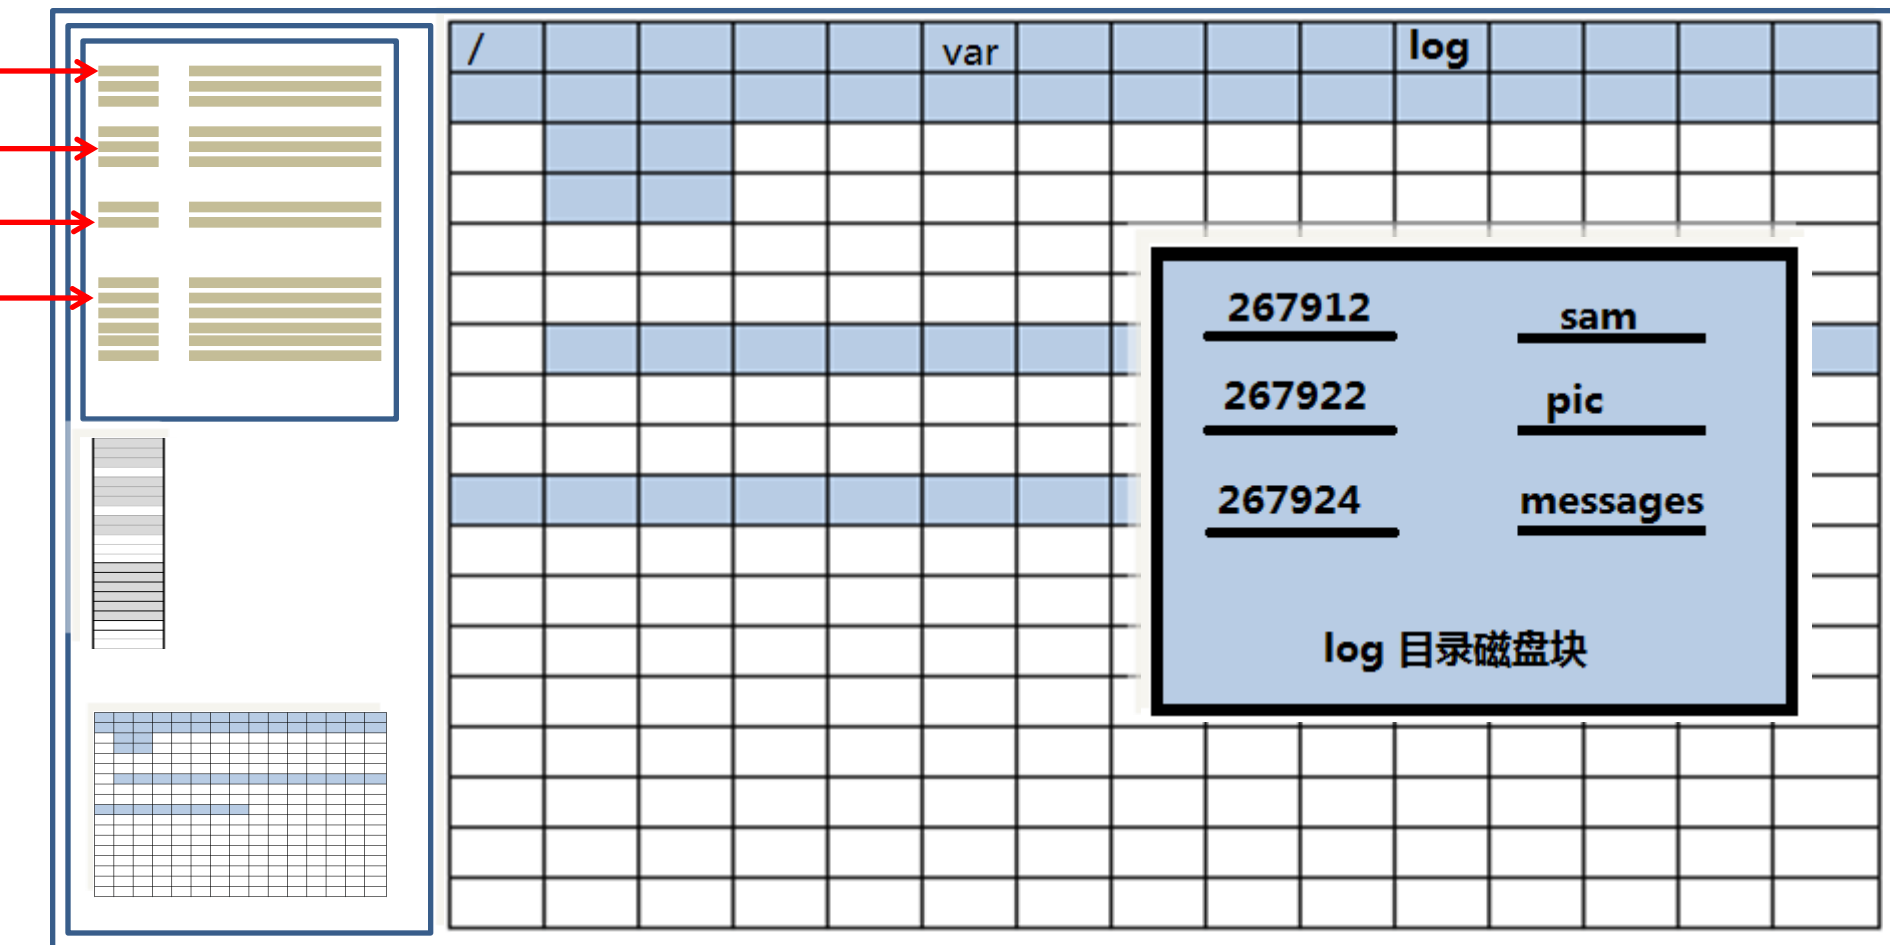 / var log
267912 sam
267922 pic
267924 messages
log 目录磁盘块